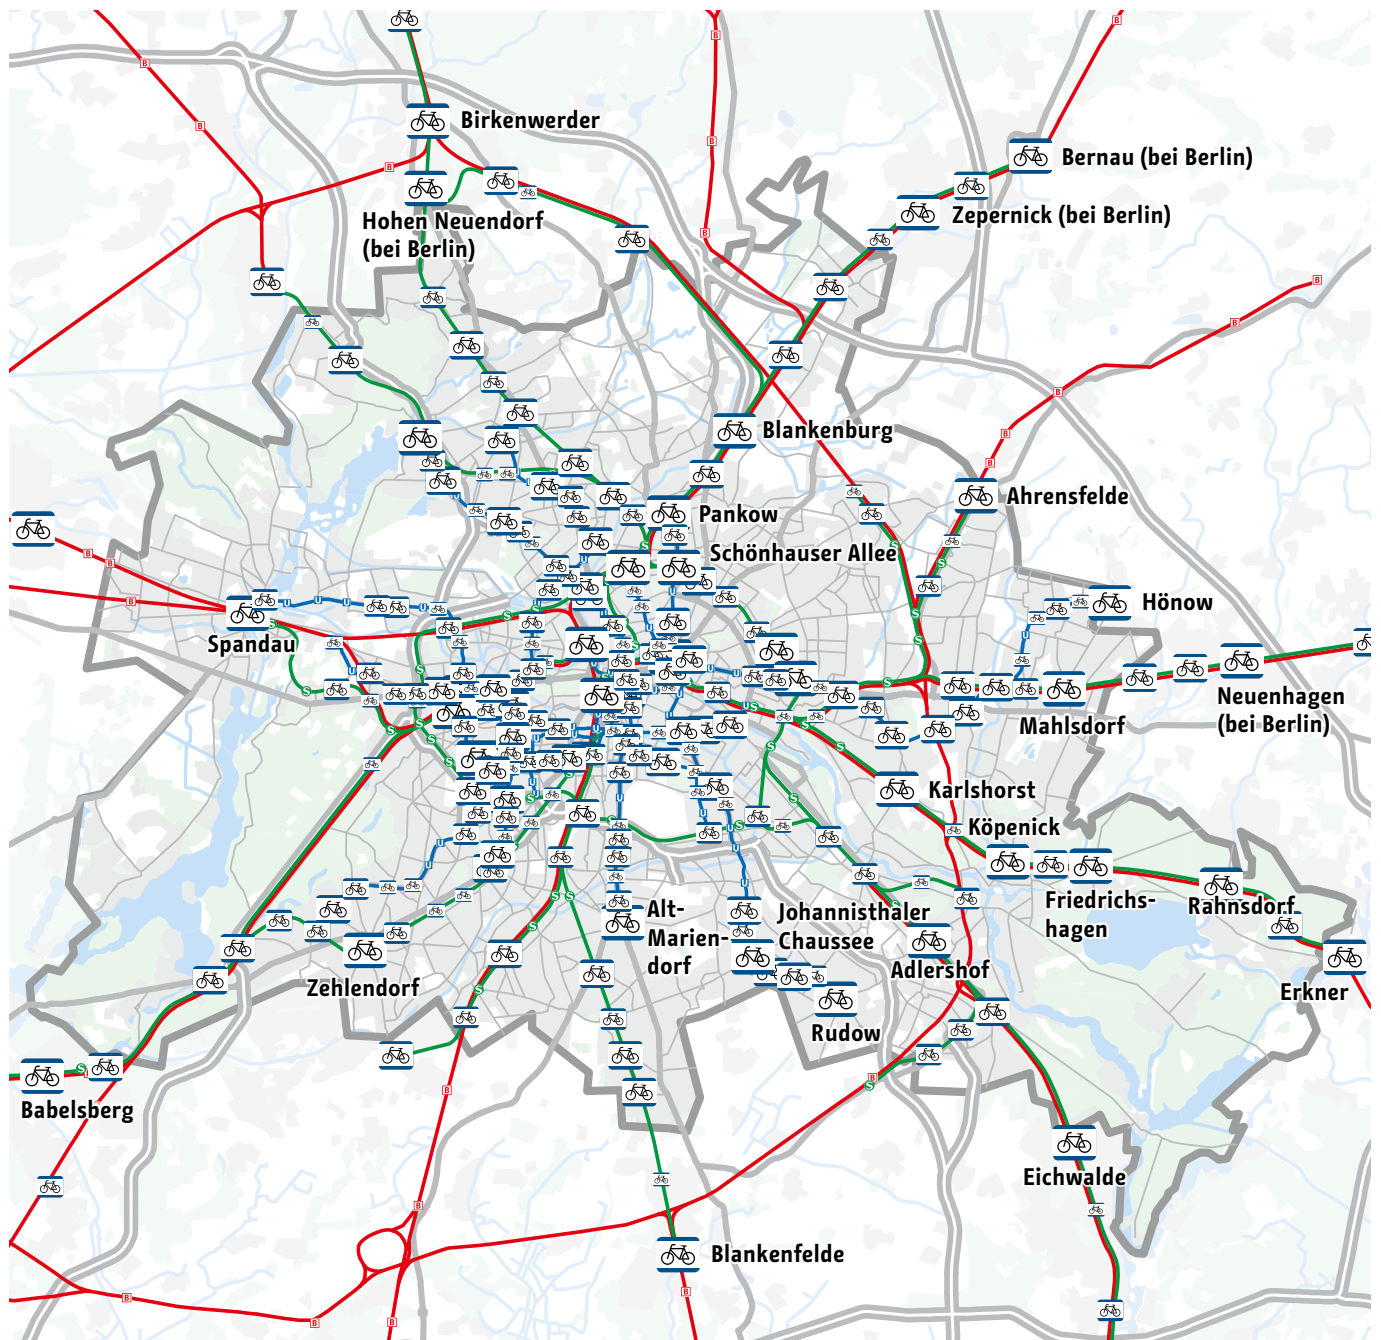 Birkenwerder
Bernau (bei Berlin)
Zepernick (bei Berlin)
Hohen Neuendorf
(bei Berlin)
Blankenburg
Ahrensfelde
Pankow
Schönhauser Allee
Hönow
Spandau
Neuenhagen
(bei Berlin)
Mahlsdorf
Karlshorst
Köpenick
Friedrichs-
hagen
Rahnsdorf
Alt-
Marien-
dorf
Johannisthaler
Chaussee
Adlershof
Erkner
Zehlendorf
Rudow
Babelsberg
Eichwalde
Blankenfelde